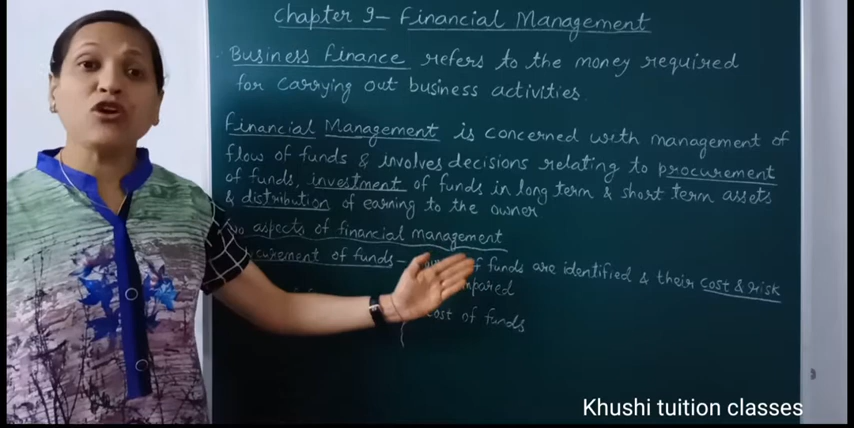 Chapter 9 - Financial Management
Business Finance refers to the money required
for carrying out business activities.
Financial Management is concerned with management of
flow of funds & involves decisions relating to procurement
of funds, investment of funds in long term & short term assets
& distribution of earning to the owner
aspects of financial management
of funds - of funds are identified & their cost & risk
cost of funds
Khushi tuition classes